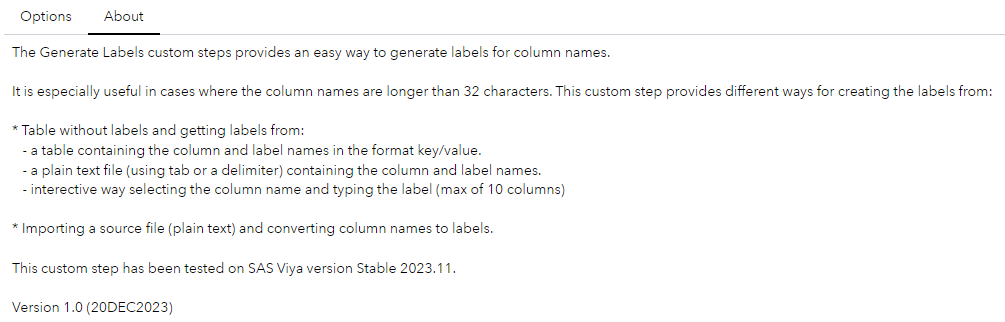 Options
About
The Generate Labels custom steps provides an easy way to generate labels for column names.
It is especially useful in cases where the column names are longer than 32 characters. This custom step provides different ways for creating the labels from:
* Table without labels and getting labels from:
- a table containing the column and label names in the format key/value.
- a plain text file (using tab or a delimiter) containing the column and label names.
- interective way selecting the column name and typing the label (max of 10 columns)
* Importing a source file (plain text) and converting column names to labels.
This custom step has been tested on SAS Viya version Stable 2023.11.
Version 1.0 (20DEC2023)